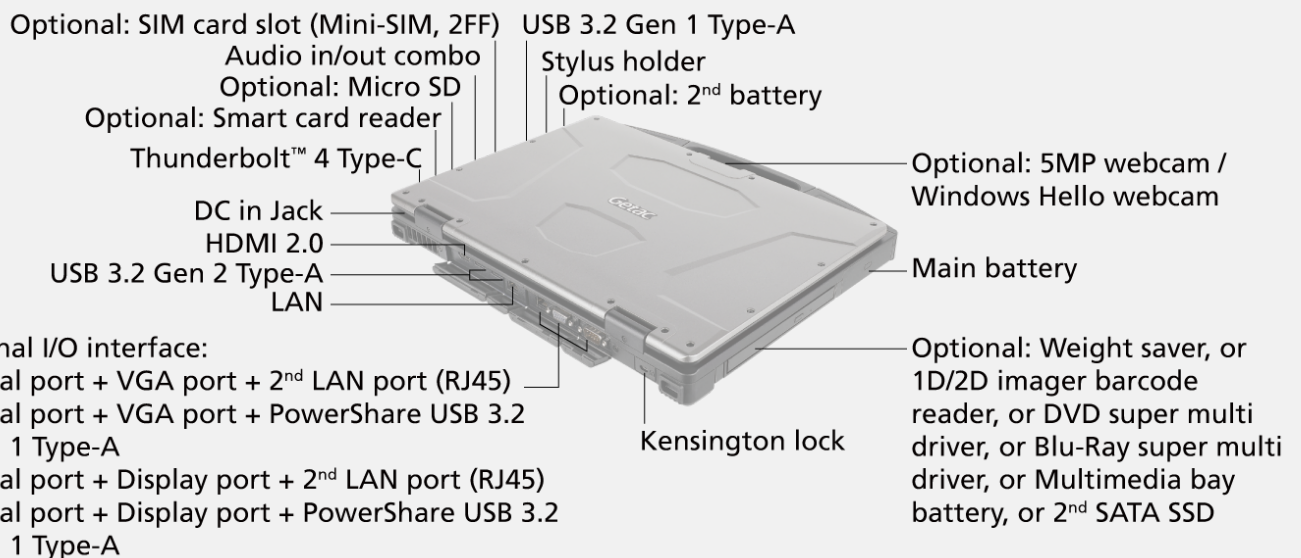 Optional: SIM card slot (Mini-SIM, 2FF)
USB 3.2 Gen 1 Type-A
Audio in/out combo
Stylus holder
Optional: Micro SD
Optional: 2nd battery
Optional: Smart card reader
Thunderbolt™ 4 Type-C
Optional: 5MP webcam /
Windows Hello webcam
DC in Jack
Getac
HDMI 2.0
USB 3.2 Gen 2 Type-A
Main battery
LAN
nal I/O interface:
al port + VGA port + 2nd LAN port (RJ45)
al port + VGA port + PowerShare USB 3.2
1 Type-A
al port + Display port + 2nd LAN port (RJ45)
al port + Display port + PowerShare USB 3.2
1 Type-A
Kensington lock
Optional: Weight saver, or
1D/2D imager barcode
reader, or DVD super multi
driver, or Blu-Ray super multi
driver, or Multimedia bay
battery, or 2nd SATA SSD